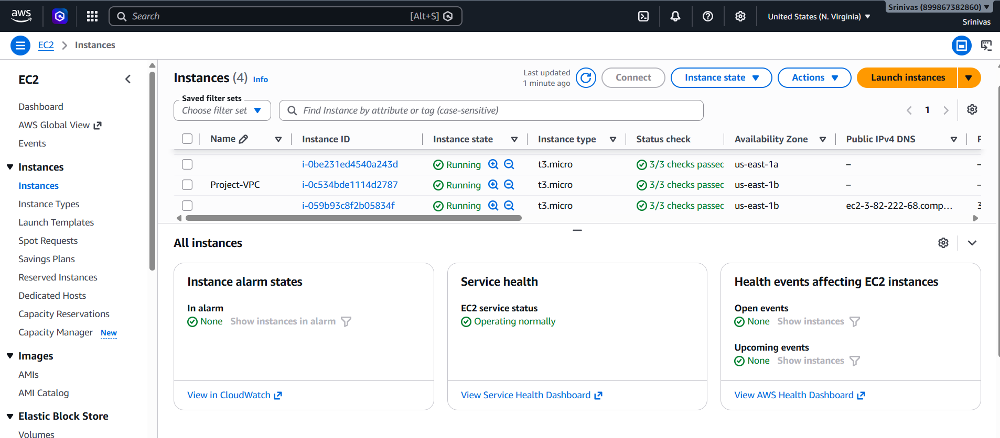 aws
Search [Alt+S]
United States (N. Virginia)
Srinivas (899867382860)
Srinivas
EC2 Instances
EC2
Dashboard
AWS Global View
Events
Instances
Instances
Instance Types
Launch Templates
Spot Requests
Savings Plans
Reserved Instances
Dedicated Hosts
Capacity Reservations
Capacity Manager New
Images
AMIs
AMI Catalog
Elastic Block Store
Volumes
Instances (4) Info
Last updated
1 minute ago
Connect
Instance state
Actions
Launch instances
Saved filter sets
Choose filter set
Find Instance by attribute or tag (case-sensitive)
1
Name Instance ID Instance state Instance type Status check Availability Zone Public IPv4 DNS
i-0be231ed4540a243d Running t3.micro 3/3 checks passed us-east-1a –
Project-VPC i-0c534bde1114d2787 Running t3.micro 3/3 checks passed us-east-1b –
i-059b93c8f2b05834f Running t3.micro 3/3 checks passed us-east-1b ec2-3-82-222-68.comp… 3
All instances
Instance alarm states
In alarm
None Show instances in alarm
View in CloudWatch
Service health
EC2 service status
Operating normally
View Service Health Dashboard
Health events affecting EC2 instances
Open events
None Show instances
Upcoming events
None Show instances
View AWS Health Dashboard